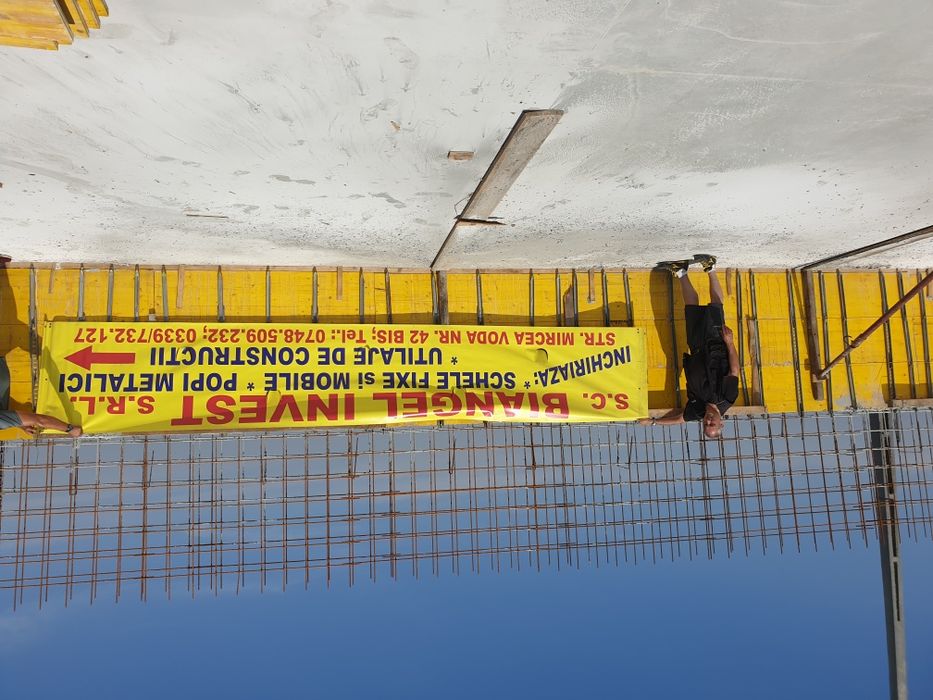 S.C. BIANGEL INVEST S.R.L.
INCHIRIAZA: * SCHELE FIXE si MOBILE * POPI METALICI
* UTILAJE DE CONSTRUCTII
STR. MIRCEA VODA NR. 42 BIS; Tel.: 0748.509.232; 0339/732.127